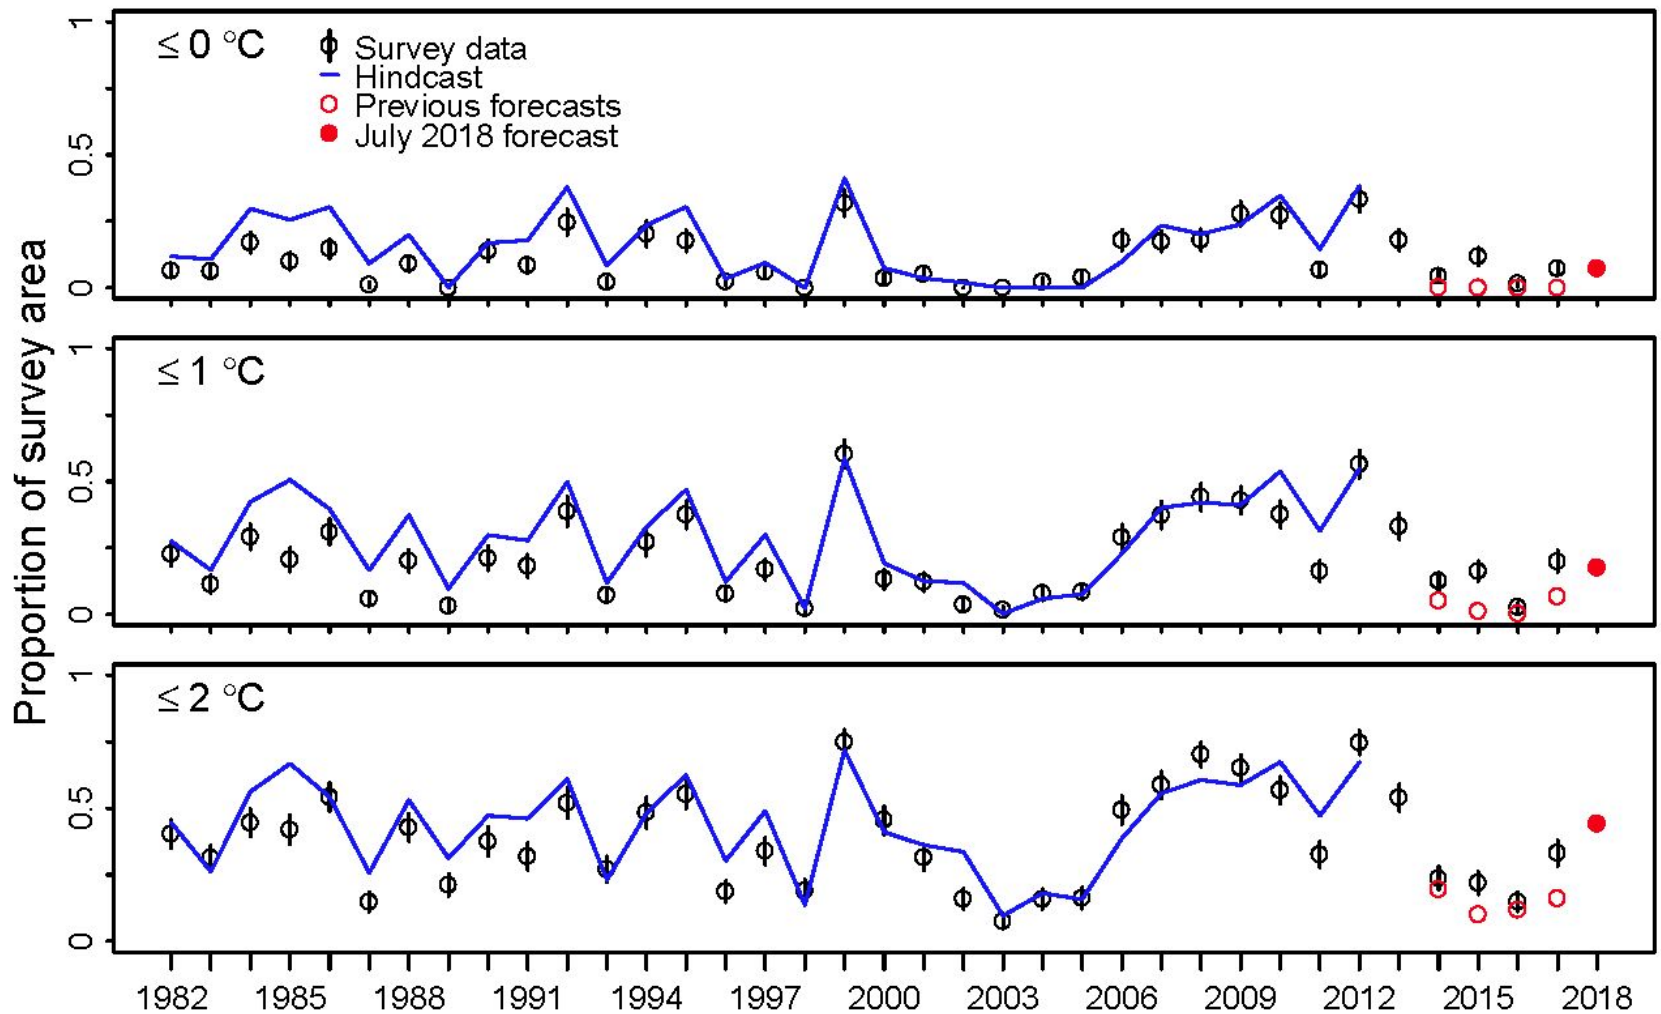 Proportion of survey area
≤ 0 °C
Survey data
Hindcast
Previous forecasts
July 2018 forecast
1
0.5
0
≤ 1 °C
1
0.5
0
≤ 2 °C
1
0.5
0
1982 1985 1988 1991 1994 1997 2000 2003 2006 2009 2012 2015 2018